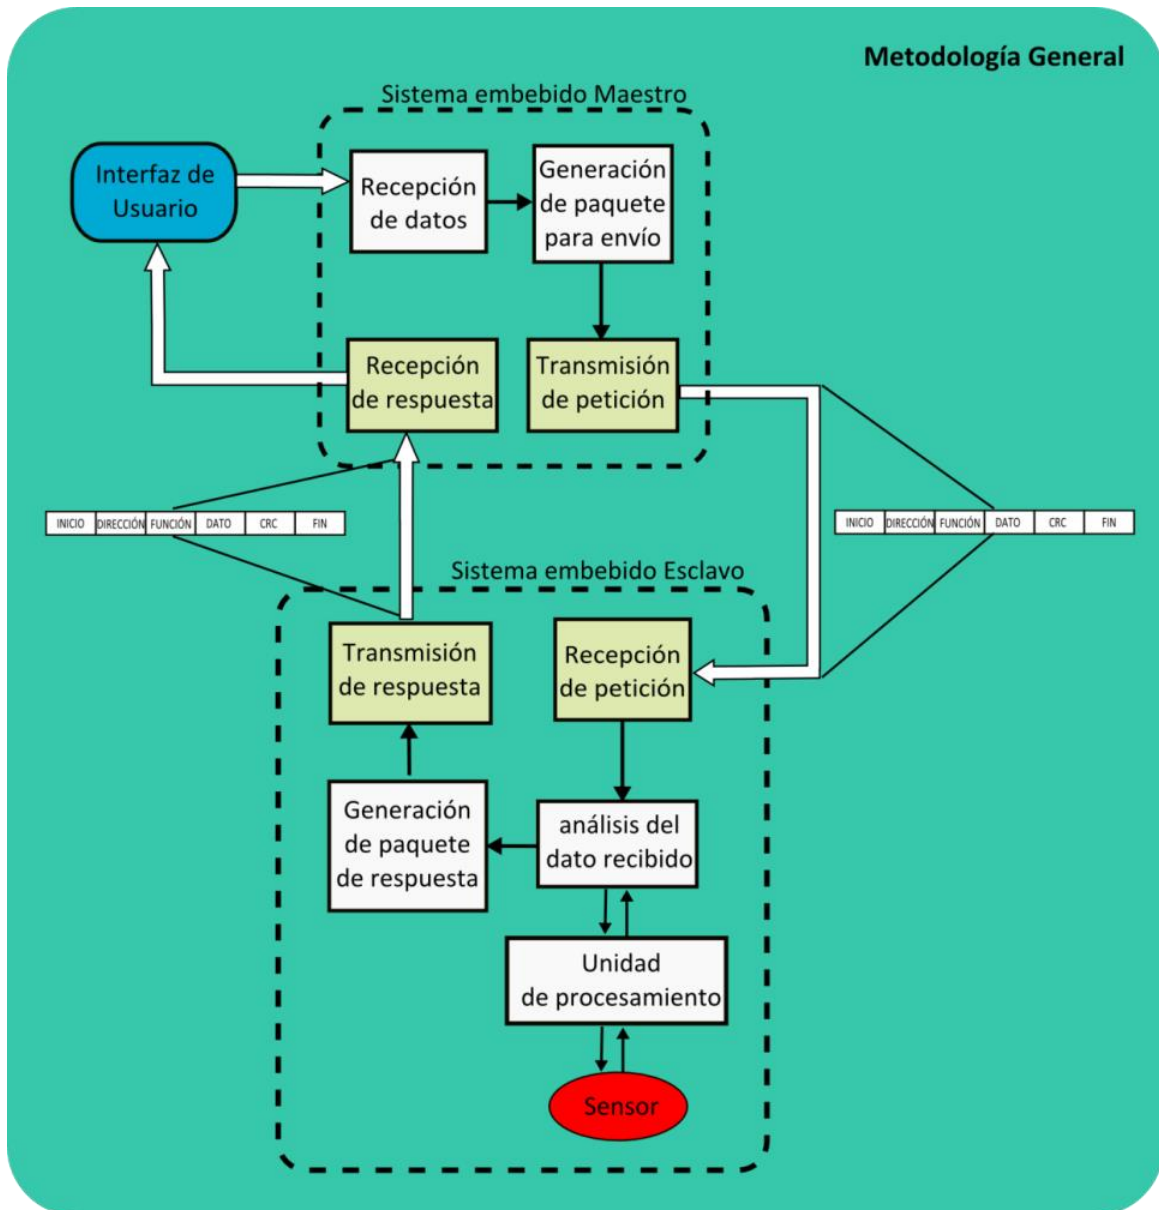 Metodología General
Sistema embebido Maestro
Interfaz de
Usuario
Recepción
de datos
Generación
de paquete
para envío
Recepción
de respuesta
Transmisión
de petición
INICIO DIRECCIÓN FUNCIÓN DATO CRC FIN
INICIO DIRECCIÓN FUNCIÓN DATO CRC FIN
Sistema embebido Esclavo
Transmisión
de respuesta
Recepción
de petición
Generación
de paquete
de respuesta
análisis del
dato recibido
Unidad
de procesamiento
Sensor